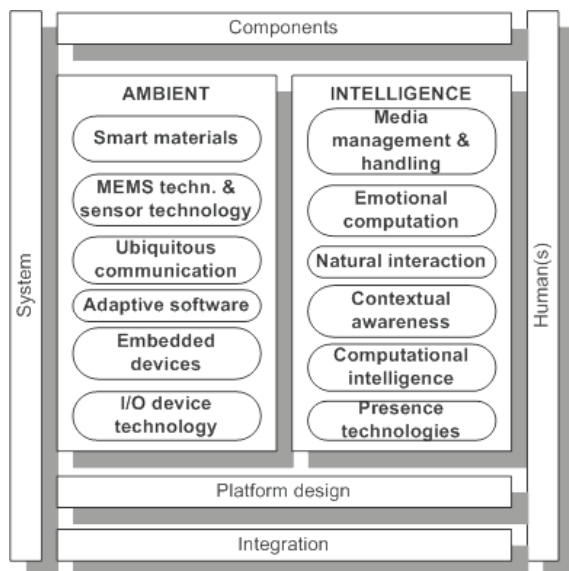 Components
System
AMBIENT
Smart materials
MEMS techn. &
sensor technology
Ubiquitous
communication
Adaptive software
Embedded
devices
I/O device
technology
INTELLIGENCE
Media
management &
handling
Emotional
computation
Natural interaction
Contextual
awareness
Computational
intelligence
Presence
technologies
Human(s)
Platform design
Integration